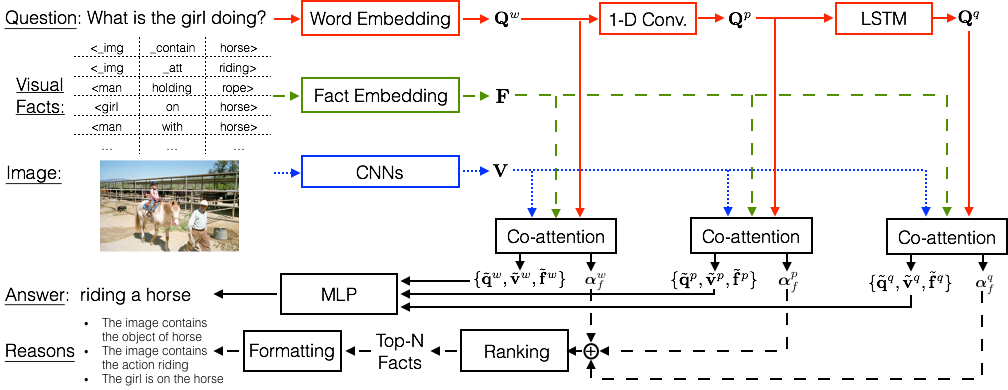 Question: What is the girl doing?
Word Embedding
Q^w
1-D Conv.
Q^p
LSTM
Q^q
<_img _contain horse>
<_img _att riding>
Visual Facts:
<man holding rope>
<girl on horse>
<man with horse>
... ... ...
Fact Embedding
F
Image:
CNNs
V
Co-attention
Co-attention
Co-attention
{q̃^w, ṽ^w, f̃^w}
α_f^w
{q̃^p, ṽ^p, f̃^p}
α_f^p
{q̃^q, ṽ^q, f̃^q}
α_f^q
Answer: riding a horse
MLP
Reasons
• The image contains
the object of horse
• The image contains
the action riding
• The girl is on the horse
Formatting
Top-N
Facts
Ranking